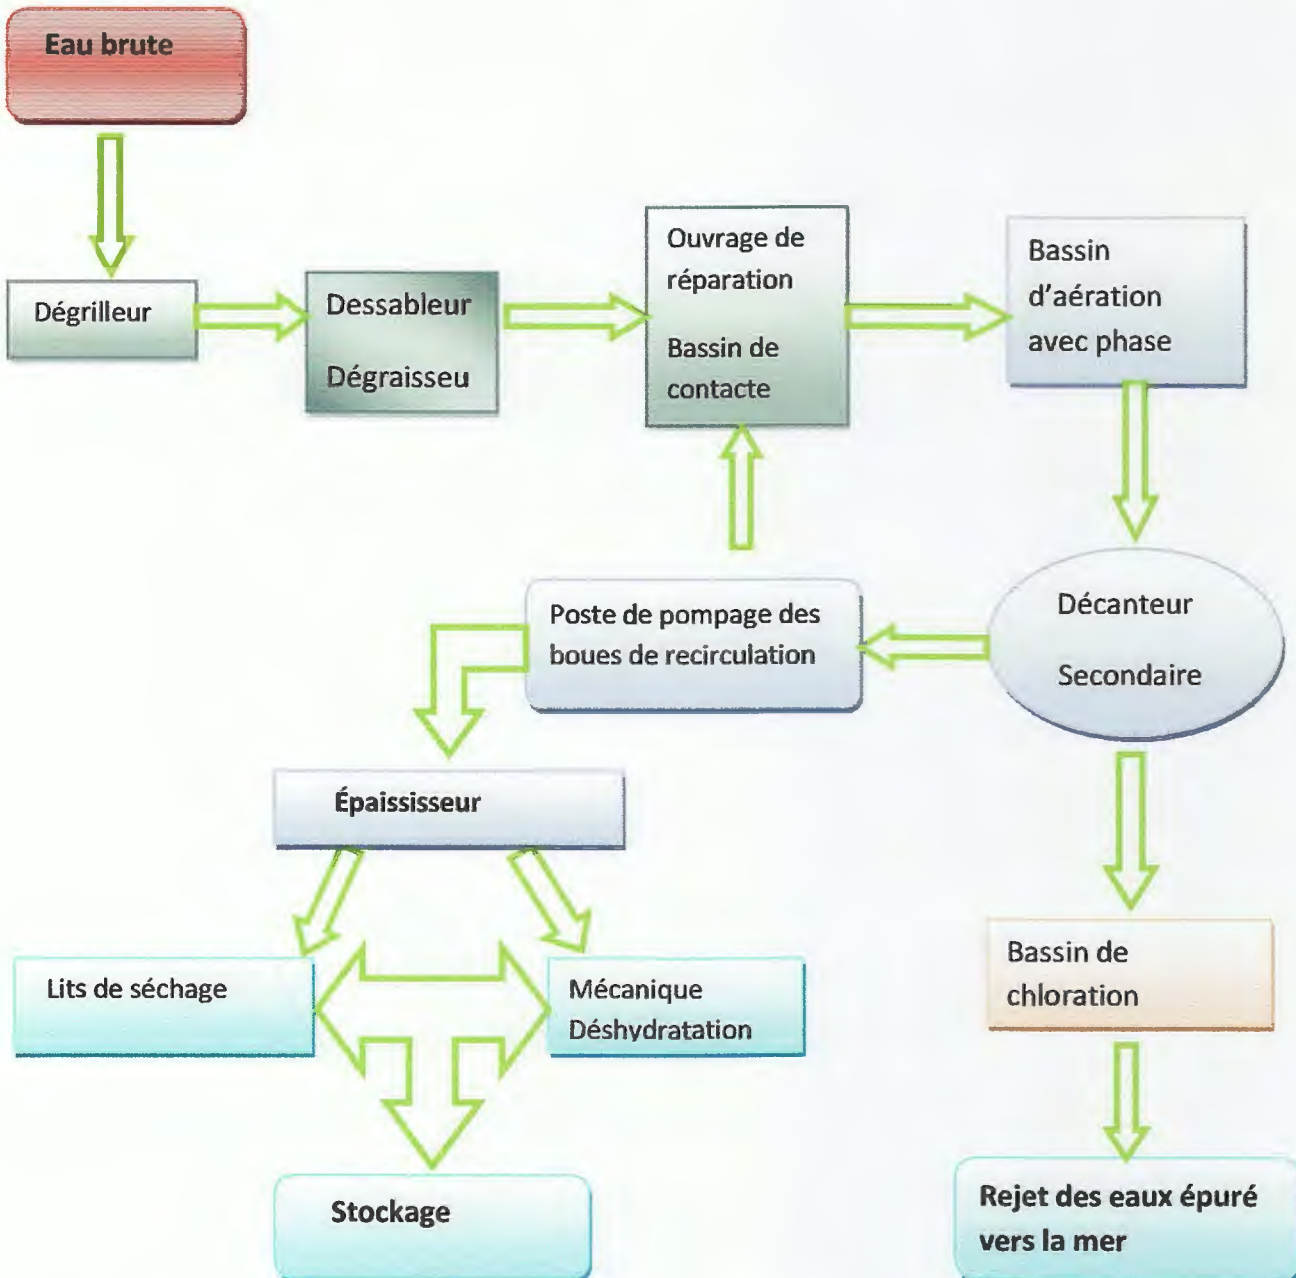 Eau brute
Dégrilleur
Dessableur
Dégraisseu
Ouvrage de
réparation
Bassin de
contacte
Bassin
d'aération
avec phase
Poste de pompage des
boues de recirculation
Décanteur
Secondaire
Épaississeur
Lits de séchage
Mécanique
Déshydratation
Bassin de
chloration
Stockage
Rejet des eaux épuré
vers la mer